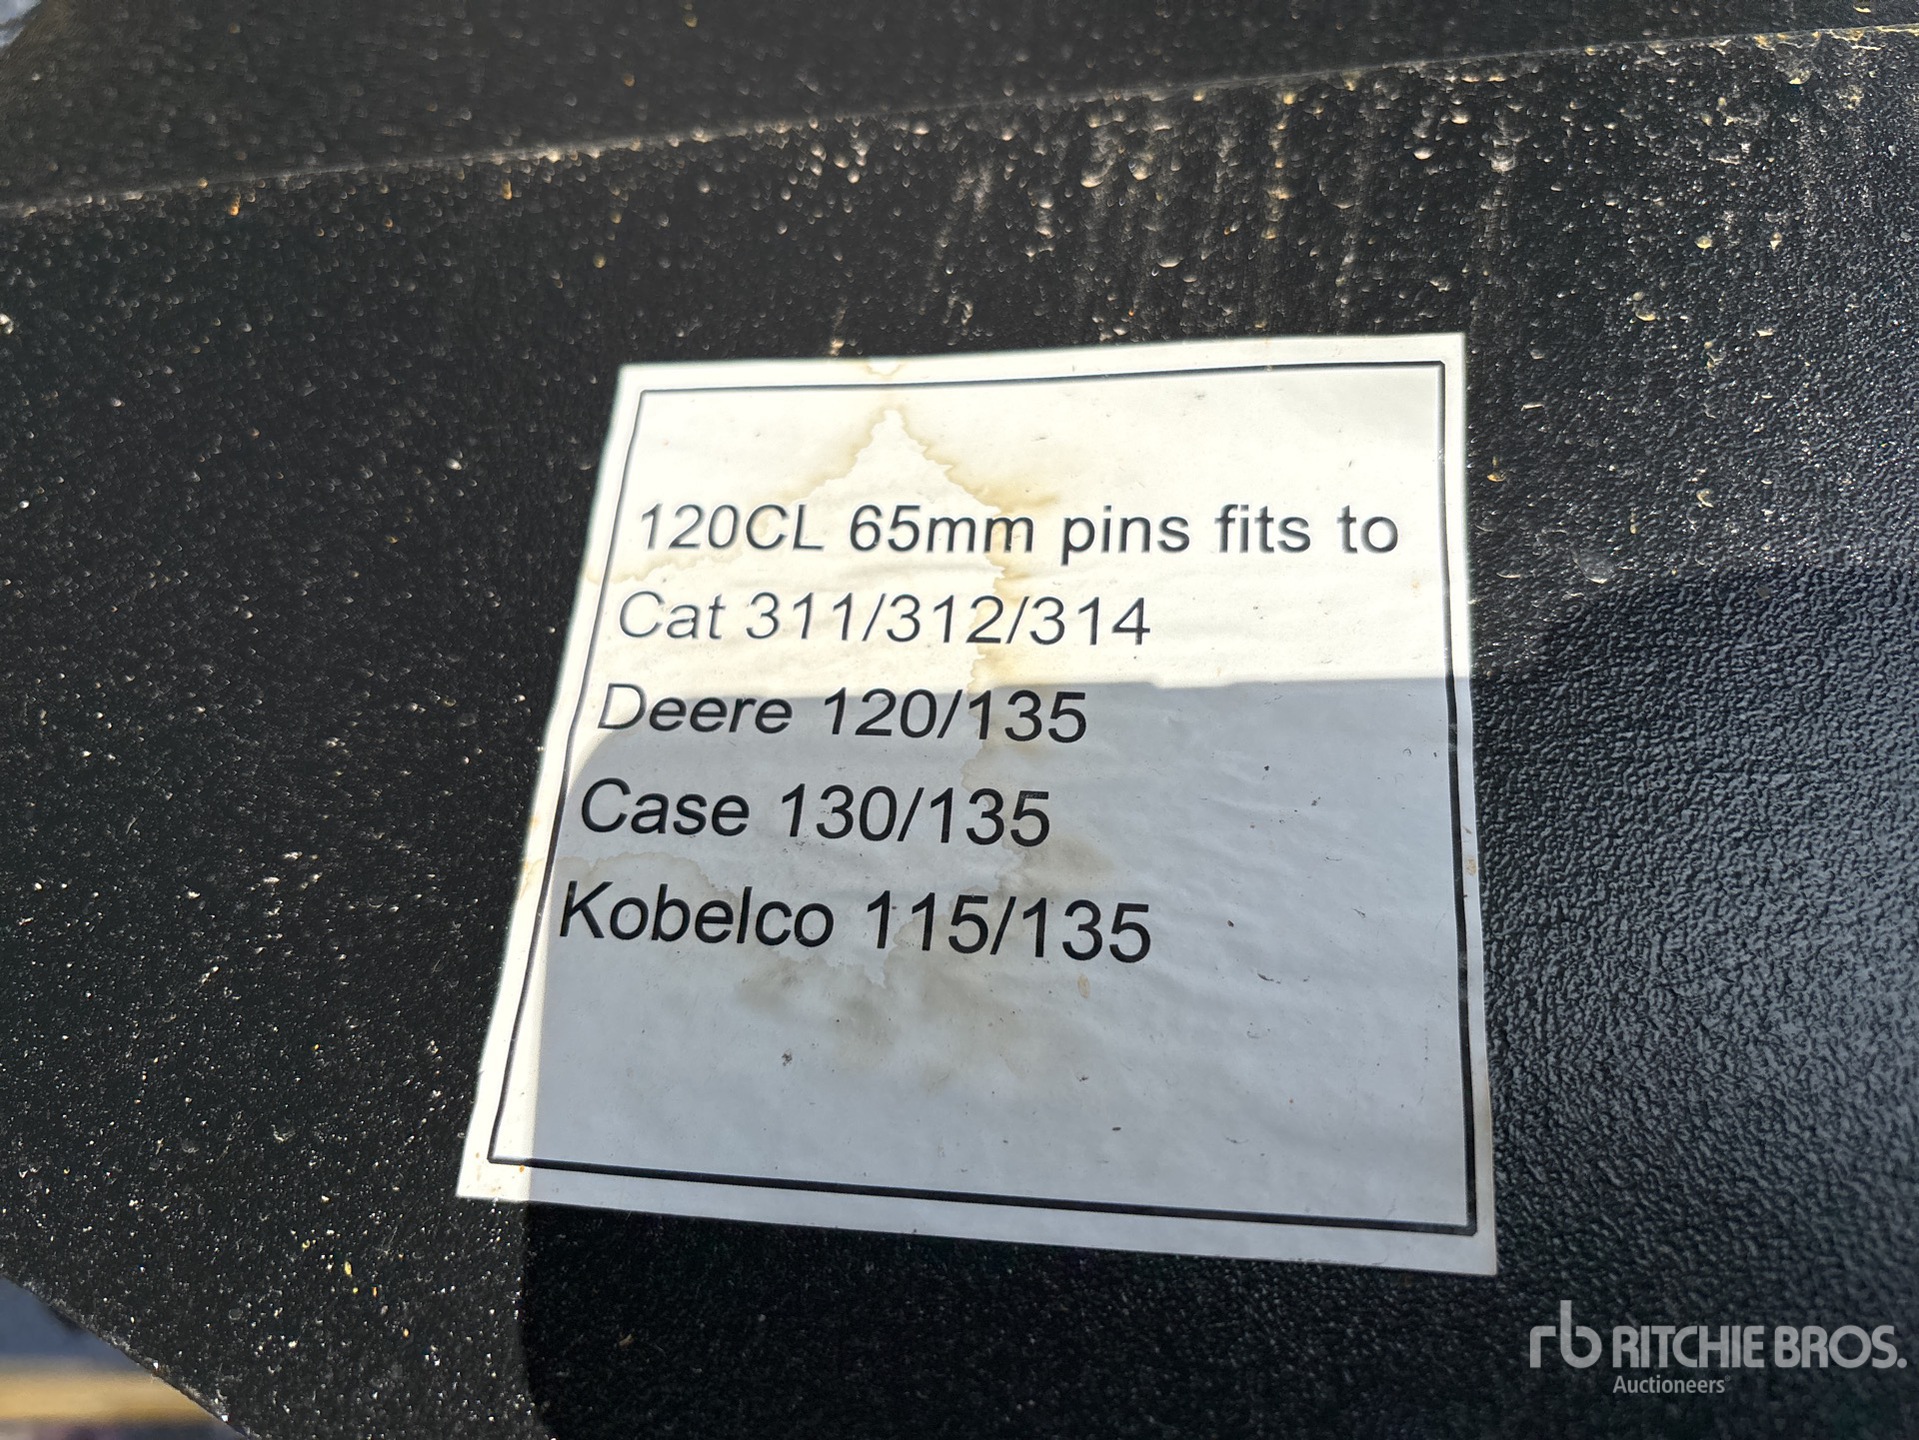 120CL 65mm pins fits to
Cat 311/312/314
Deere 120/135
Case 130/135
Kobelco 115/135
rb RITCHIE BROS.
Auctioneers